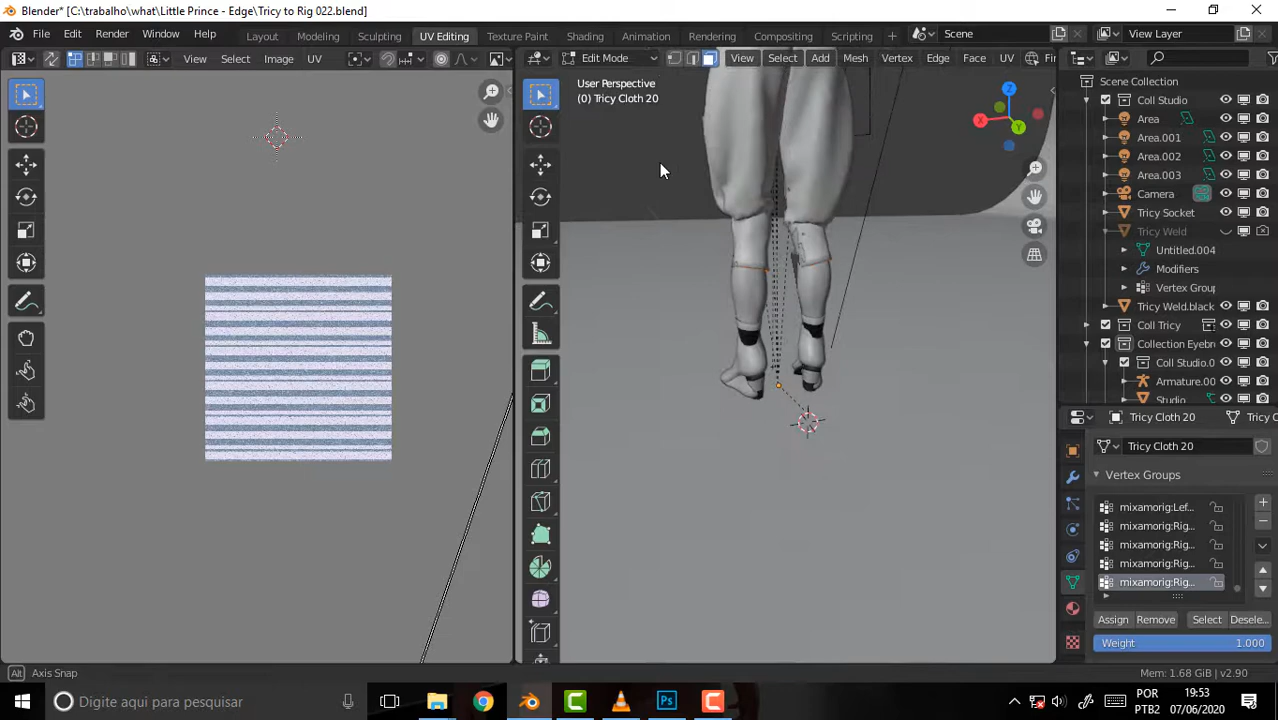 Blender* [C:\trabalho\what\Little Prince - Edge\Tricy to Rig 022.blend]
File Edit Render Window Help Layout Modeling Sculpting UV Editing Texture Paint Shading Animation Rendering Compositing Scripting + Scene View Layer
View Select Image UV Edit Mode View Select Add Mesh Vertex Edge Face UV
User Perspective
(0) Tricy Cloth 20
X
Y
Z
Scene Collection
Coll Studio
Area
Area.001
Area.002
Area.003
Camera
Tricy Socket
Tricy Weld
Untitled.004
Modifiers
Vertex Group
Tricy Weld.black
Coll Tricy
Collection Eyebro
Coll Studio.0
Armature.00
Studio
Tricy Cloth 20 Tricy C
Tricy Cloth 20
Vertex Groups
mixamorig:Lef...
mixamorig:Rig...
mixamorig:Rig...
mixamorig:Rig...
mixamorig:Rig...
Assign Remove Select Desele...
Weight 1.000
Alt Axis Snap Mem: 1.68 GiB | v2.90
Digite aqui para pesquisar
POR
PTB2
19:53
07/06/2020